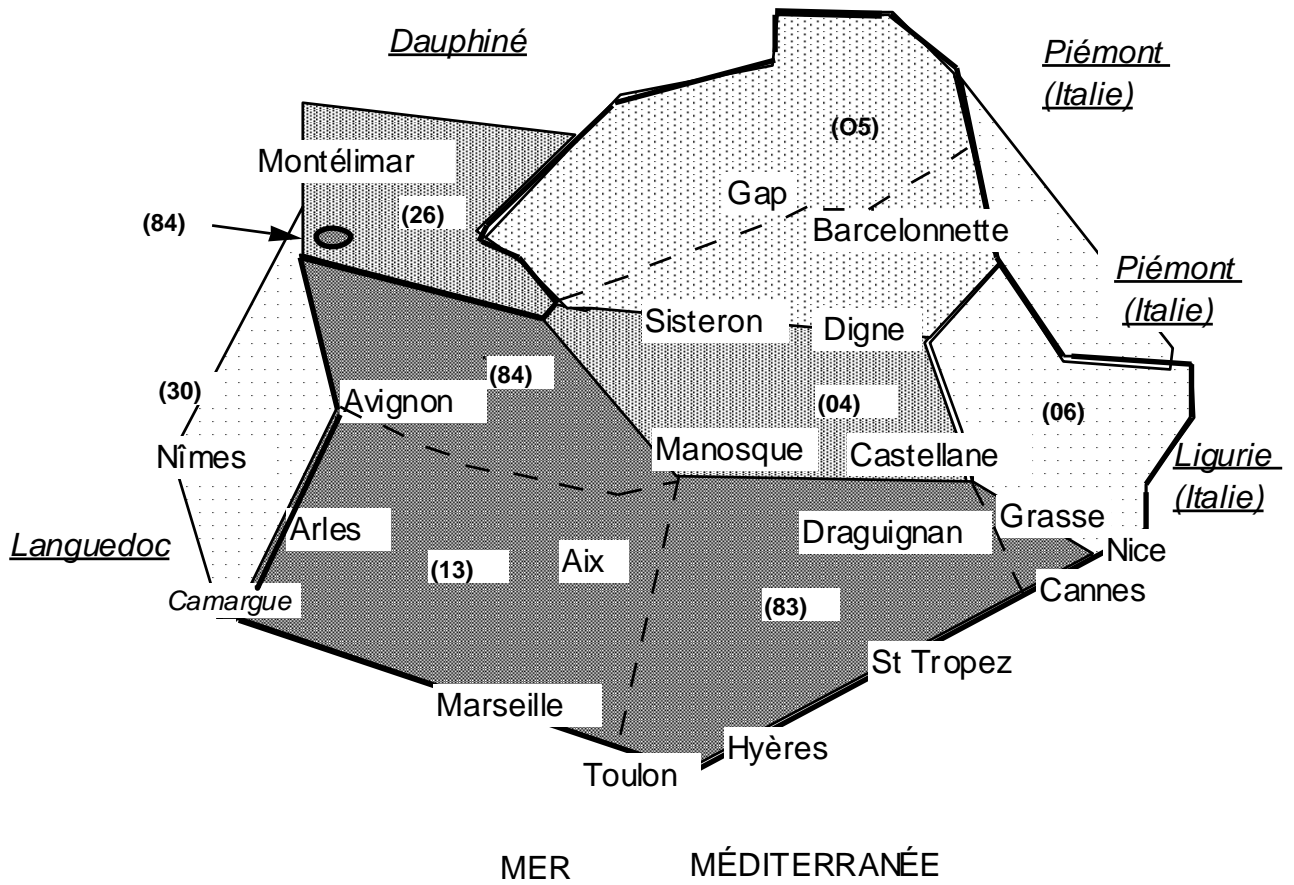 Dauphiné
Piémont
(Italie)
(O5)
Montélimar
Gap
(26)
(84)
Barcelonnette
Piémont
(Italie)
Sisteron
Digne
(84)
(30)
Avignon
(04)
(06)
Nîmes
Manosque
Castellane
Ligurie
(Italie)
Languedoc
Arles
Draguignan
Grasse
(13)
Aix
Nice
Camargue
(83)
Cannes
St Tropez
Marseille
Hyères
Toulon
MER MÉDITERRANÉE